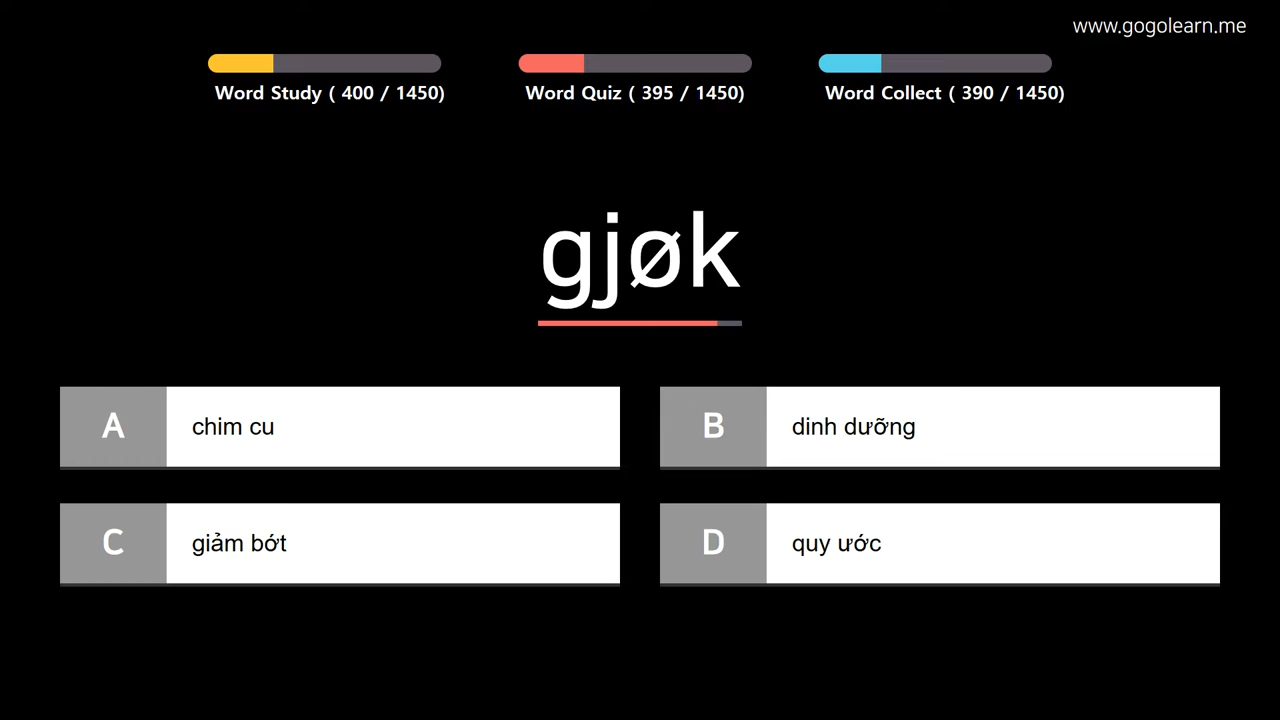 www.gogolearn.me
Word Study ( 400 / 1450)
Word Quiz ( 395 / 1450)
Word Collect ( 390 / 1450)
gjøk
A chim cu
B dinh dưỡng
C giảm bớt
D quy ước